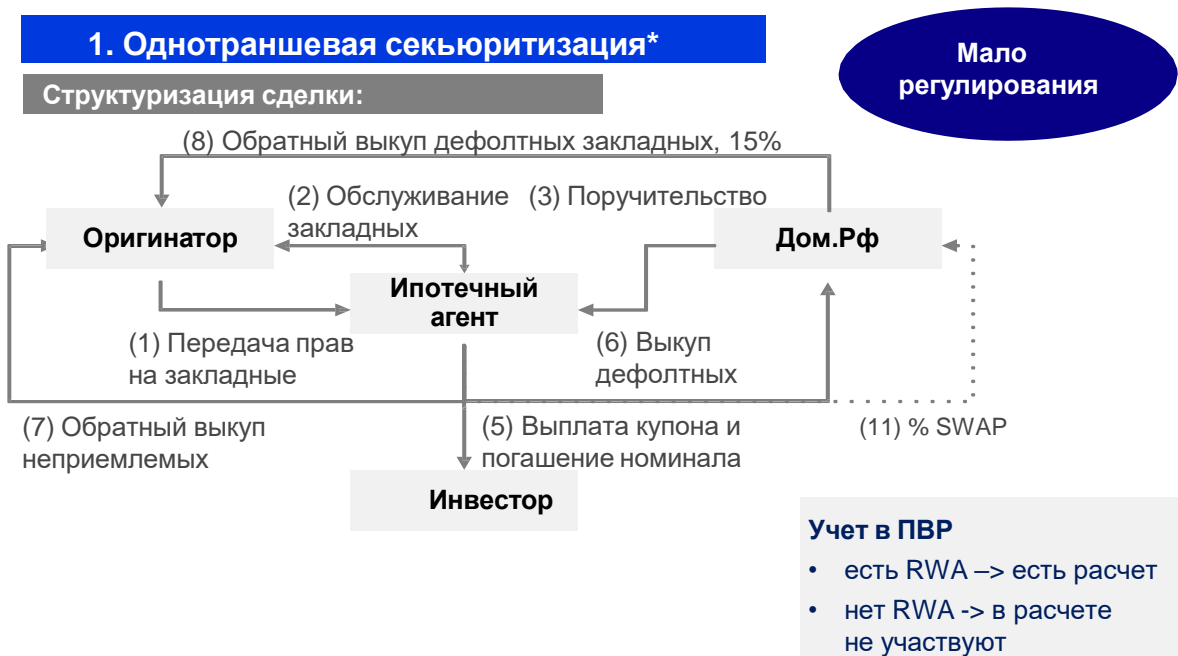 1. Однотраншевая секьюритизация*
Мало
регулирования
Структуризация сделки:
(8) Обратный выкуп дефолтных закладных, 15%
(2) Обслуживание
закладных
(3) Поручительство
Оригинатор
Дом.Рф
Ипотечный
агент
(1) Передача прав
на закладные
(6) Выкуп
дефолтных
(7) Обратный выкуп
неприемлемых
(5) Выплата купона и
погашение номинала
(11) % SWAP
Инвестор
Учет в ПВР
• есть RWA –> есть расчет
• нет RWA -> в расчете
не участвуют